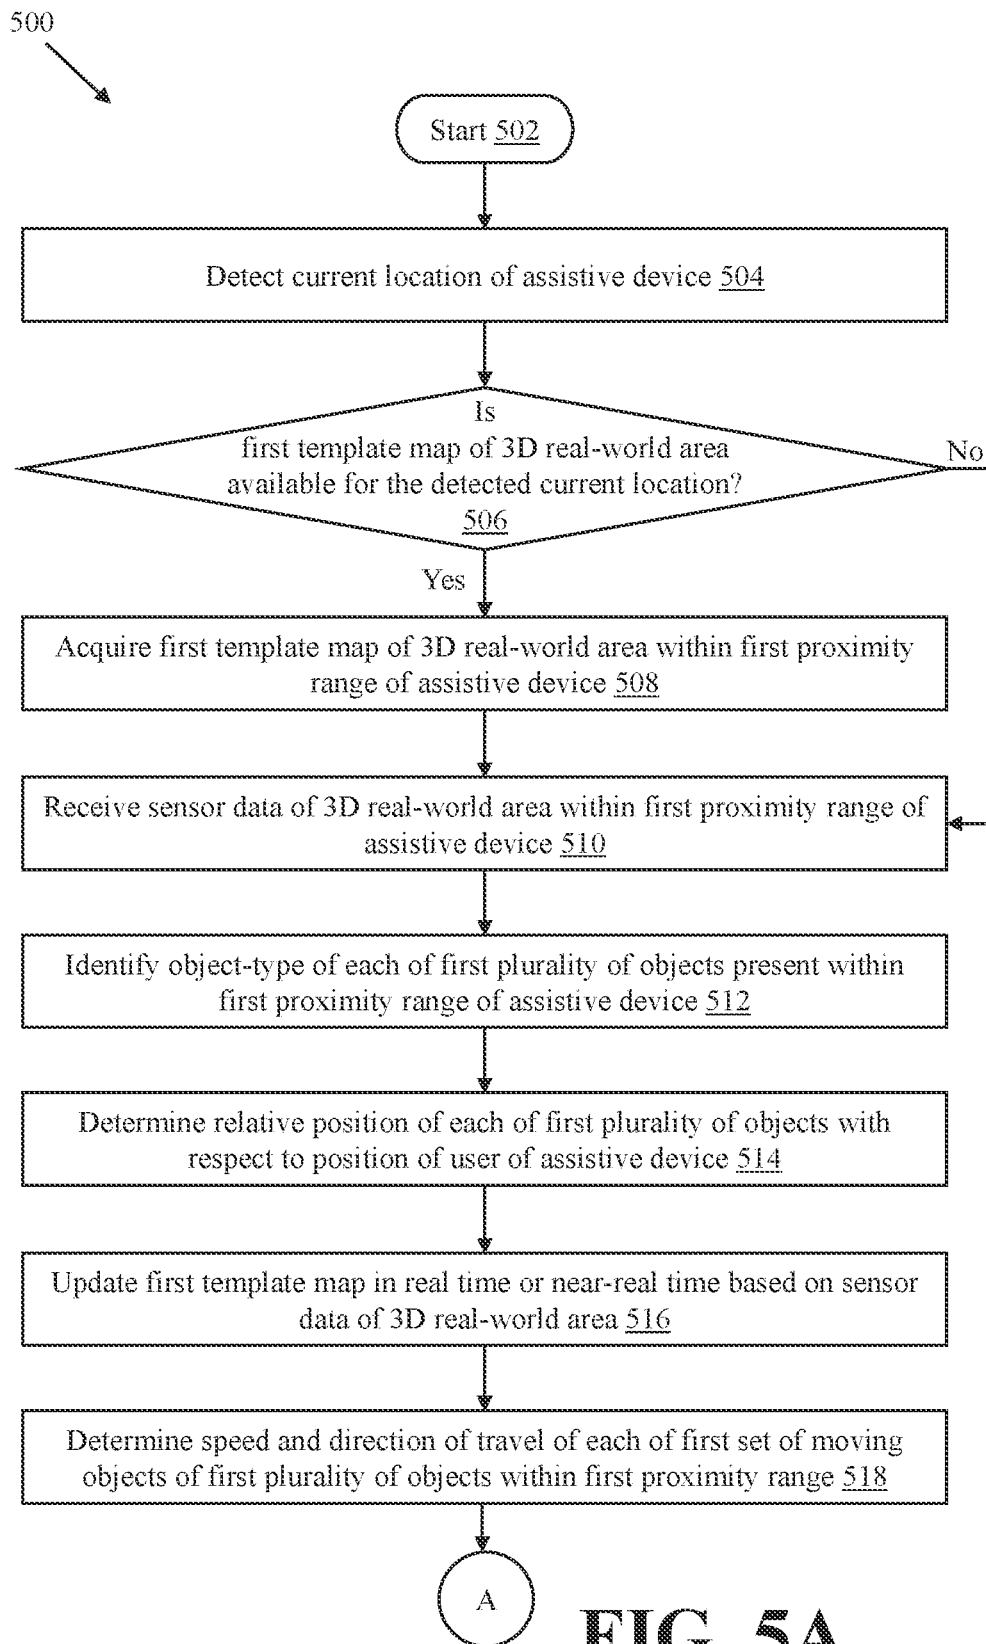 500
Start 502
Detect current location of assistive device 504
Is
first template map of 3D real-world area
available for the detected current location?
506
No
Yes
Acquire first template map of 3D real-world area within first proximity
range of assistive device 508
Receive sensor data of 3D real-world area within first proximity range of
assistive device 510
Identify object-type of each of first plurality of objects present within
first proximity range of assistive device 512
Determine relative position of each of first plurality of objects with
respect to position of user of assistive device 514
Update first template map in real time or near-real time based on sensor
data of 3D real-world area 516
Determine speed and direction of travel of each of first set of moving
objects of first plurality of objects within first proximity range 518
A
FIG. 5A